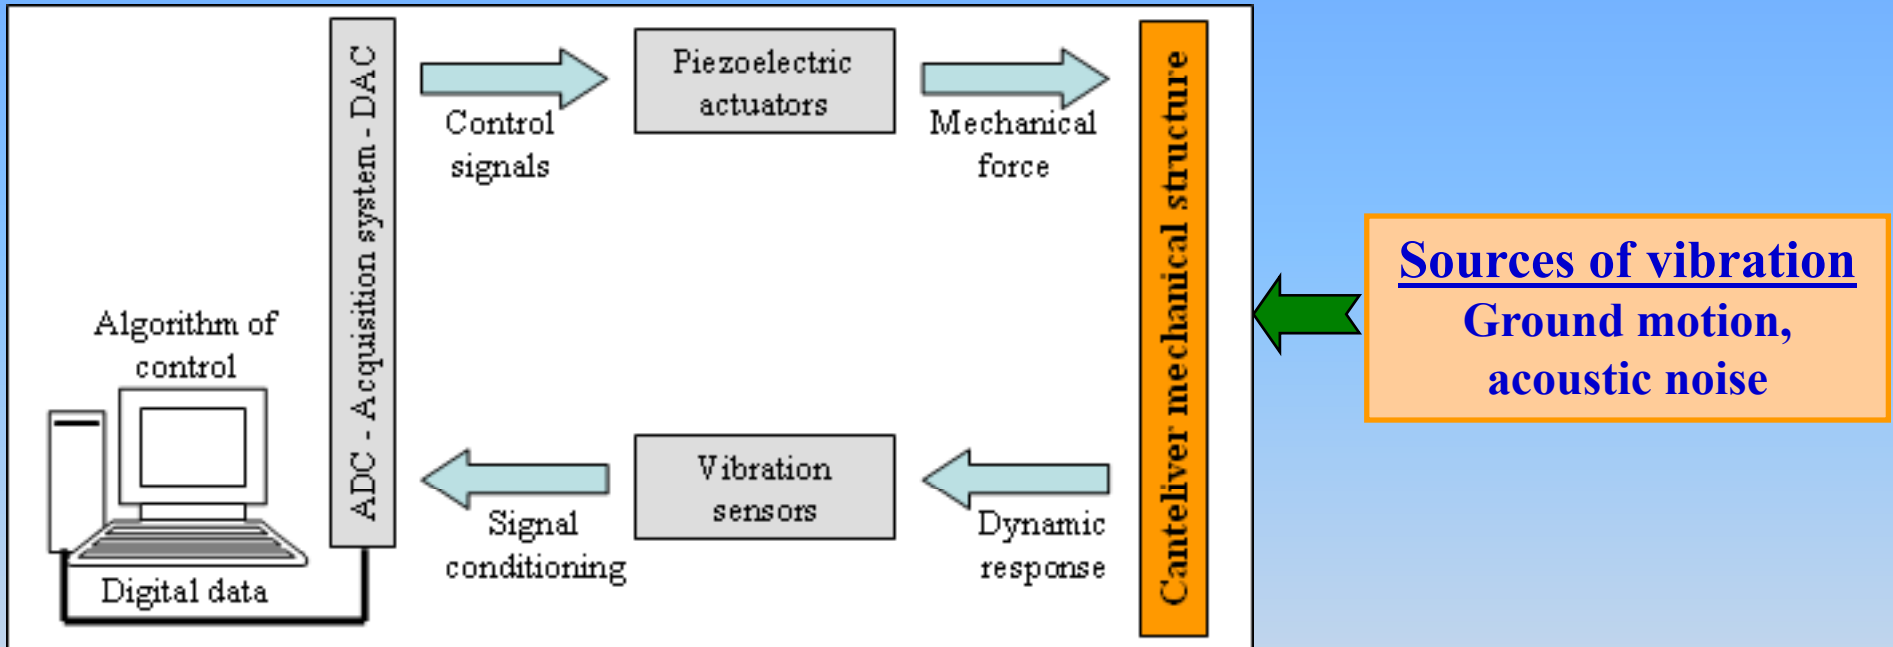 ADC - Acquisition system - DAC
Control
signals
Piezoelectric
actuators
Mechanical
force
Canteliver mechanical structure
Sources of vibration
Ground motion,
acoustic noise
Algorithm of
control
Digital data
Signal
conditioning
Vibration
sensors
Dynamic
response